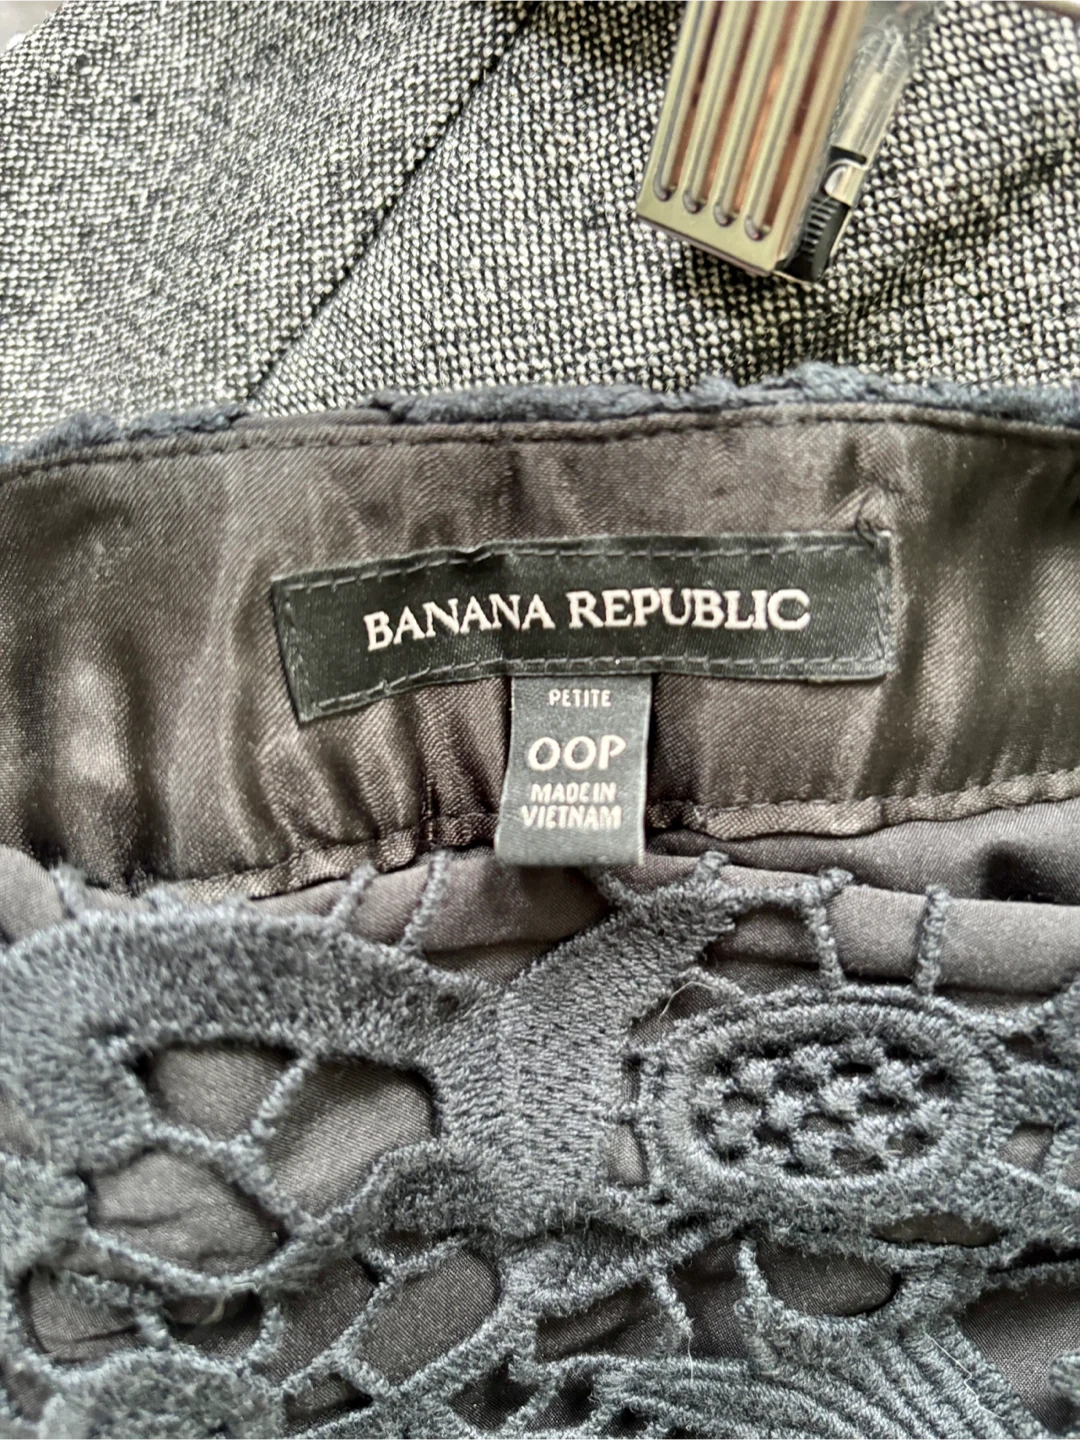 BANANA REPUBLIC
PETITE
00P
MADE IN
VIETNAM